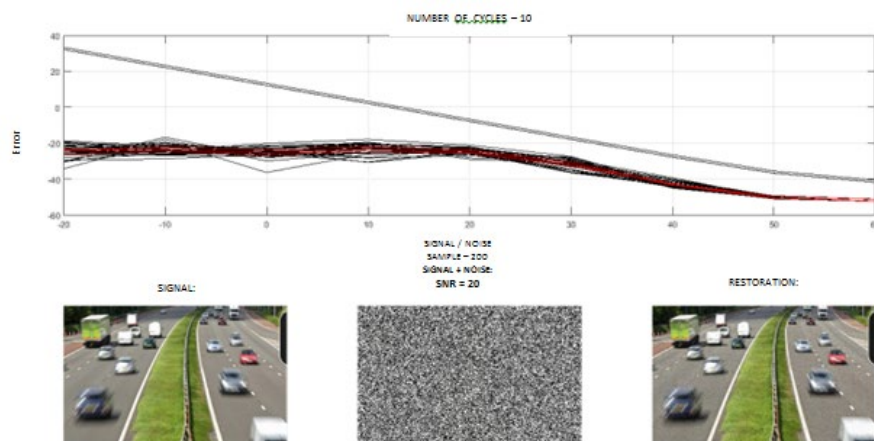 NUMBER OF CYCLES – 10
40
20
0
-20
-40
-60
Error
-20
-10
0
10
20
30
40
50
60
SIGNAL / NOISE
SAMPLE – 200
SIGNAL + NOISE:
SNR = 20
SIGNAL:
RESTORATION: